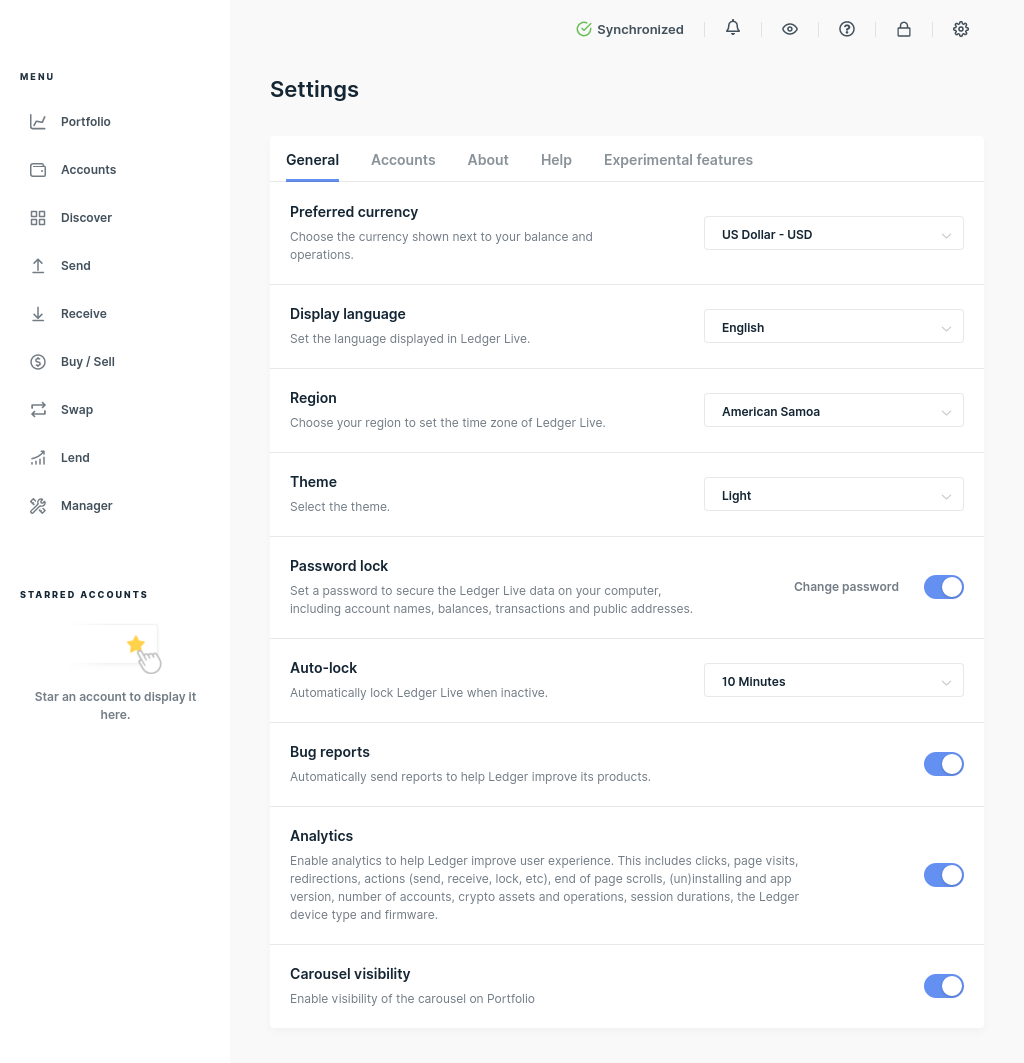 Synchronized
MENU
Portfolio
Accounts
Discover
Send
Receive
Buy / Sell
Swap
Lend
Manager
STARRED ACCOUNTS
Star an account to display it
here.
Settings
General
Accounts
About
Help
Experimental features
Preferred currency
Choose the currency shown next to your balance and
operations.
US Dollar - USD
Display language
Set the language displayed in Ledger Live.
English
Region
Choose your region to set the time zone of Ledger Live.
American Samoa
Theme
Select the theme.
Light
Password lock
Set a password to secure the Ledger Live data on your computer,
including account names, balances, transactions and public addresses.
Change password
Auto-lock
Automatically lock Ledger Live when inactive.
10 Minutes
Bug reports
Automatically send reports to help Ledger improve its products.
Analytics
Enable analytics to help Ledger improve user experience. This includes clicks, page visits,
redirections, actions (send, receive, lock, etc), end of page scrolls, (un)installing and app
version, number of accounts, crypto assets and operations, session durations, the Ledger
device type and firmware.
Carousel visibility
Enable visibility of the carousel on Portfolio